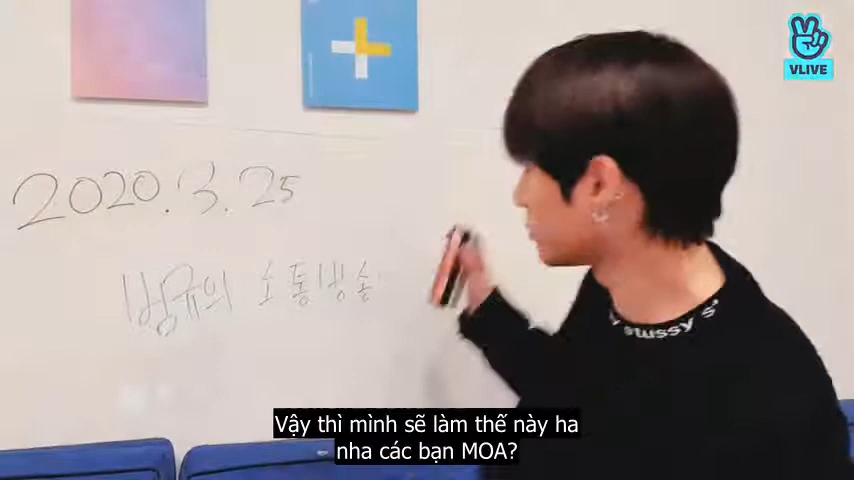 VLIVE
2020.3.25
범규의 소통방송
stussy s
Vậy thì mình sẽ làm thế này ha
nha các bạn MOA?